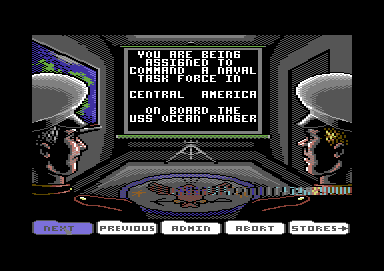 YOU ARE BEING
ASSIGNED TO
COMMAND A NAVAL
TASK FORCE IN
CENTRAL AMERICA
ON BOARD THE
USS OCEAN RANGER
NEXT PREVIOUS ADMIN ABORT STORES→